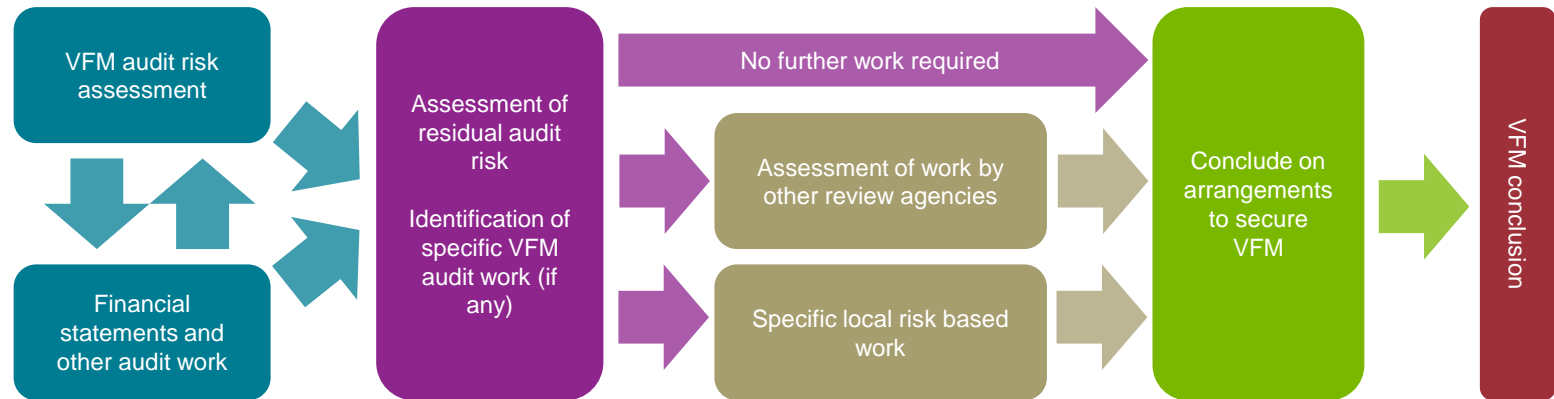 VFM audit risk
assessment
Financial
statements and
other audit work
Assessment of
residual audit
risk
Identification of
specific VFM
audit work (if
any)
No further work required
Assessment of work by
other review agencies
Specific local risk based
work
Conclude on
arrangements
to secure
VFM
VFM conclusion